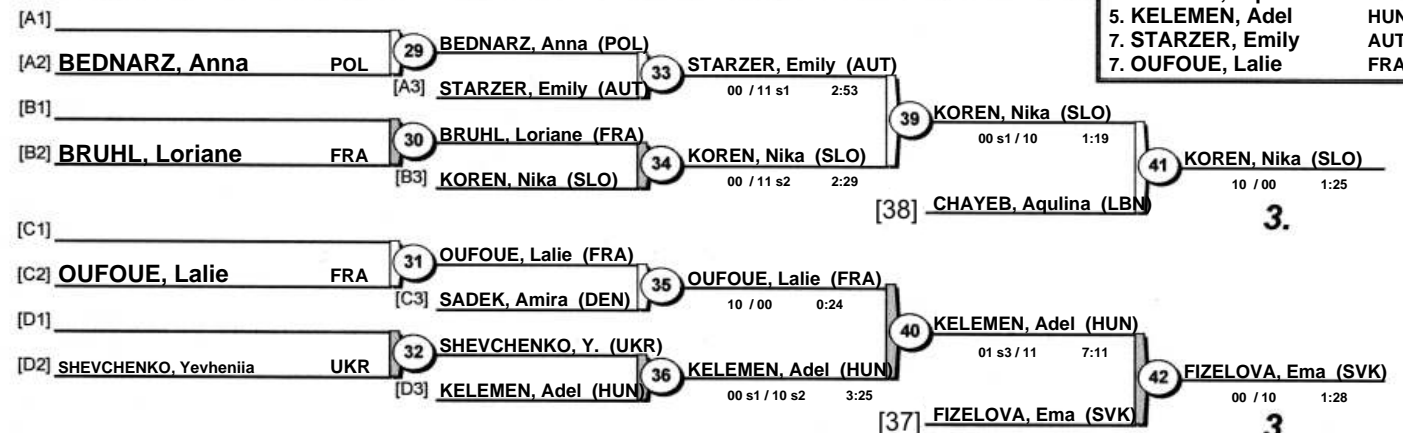 5. KELEMEN, Adel HUN
7. STARZER, Emily AUT
7. OUFOUE, Lalie FRA
[A1]
[A2] BEDNARZ, Anna POL
29 BEDNARZ, Anna (POL)
[A3] STARZER, Emily (AUT)
33 STARZER, Emily (AUT)
00 / 11 s1 2:53
[B1]
[B2] BRUHL, Loriane FRA
30 BRUHL, Loriane (FRA)
[B3] KOREN, Nika (SLO)
34 KOREN, Nika (SLO)
00 / 11 s2 2:29
39 KOREN, Nika (SLO)
00 s1 / 10 1:19
[38] CHAYEB, Aqulina (LBN)
41 KOREN, Nika (SLO)
10 / 00 1:25
3.
[C1]
[C2] OUFOUE, Lalie FRA
31 OUFOUE, Lalie (FRA)
[C3] SADEK, Amira (DEN)
35 OUFOUE, Lalie (FRA)
10 / 00 0:24
[D1]
[D2] SHEVCHENKO, Yevheniia UKR
32 SHEVCHENKO, Y. (UKR)
[D3] KELEMEN, Adel (HUN)
36 KELEMEN, Adel (HUN)
00 s1 / 10 s2 3:25
40 KELEMEN, Adel (HUN)
01 s3 / 11 7:11
[37] FIZELOVA, Ema (SVK)
42 FIZELOVA, Ema (SVK)
00 / 10 1:28
3